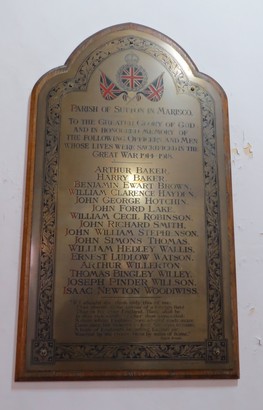 PARISH OF SUTTON IN MARISCO.
TO THE GREATER GLORY OF GOD
AND IN HONOURED MEMORY OF
THE FOLLOWING OFFICERS AND MEN
WHOSE LIVES WERE SACRIFICED IN THE
GREAT WAR 1914-1918.
ARTHUR BAKER.
HARRY BAKER.
BENJAMIN EWART BROWN.
WILLIAM CLARENCE HAYDEN.
JOHN GEORGE HOTCHIN.
JOHN FORD LAKE.
WILLIAM CECIL ROBINSON.
JOHN RICHARD SMITH.
JOHN WILLIAM STEPHENSON.
JOHN SIMONS THOMAS.
WILLIAM HEDLEY WALLIS.
ERNEST LUDLOW WATSON.
ARTHUR WILLERTON.
THOMAS BINGLEY WILLEY.
JOSEPH PINDER WILLSON.
ISAAC NEWTON WOODIWISS.